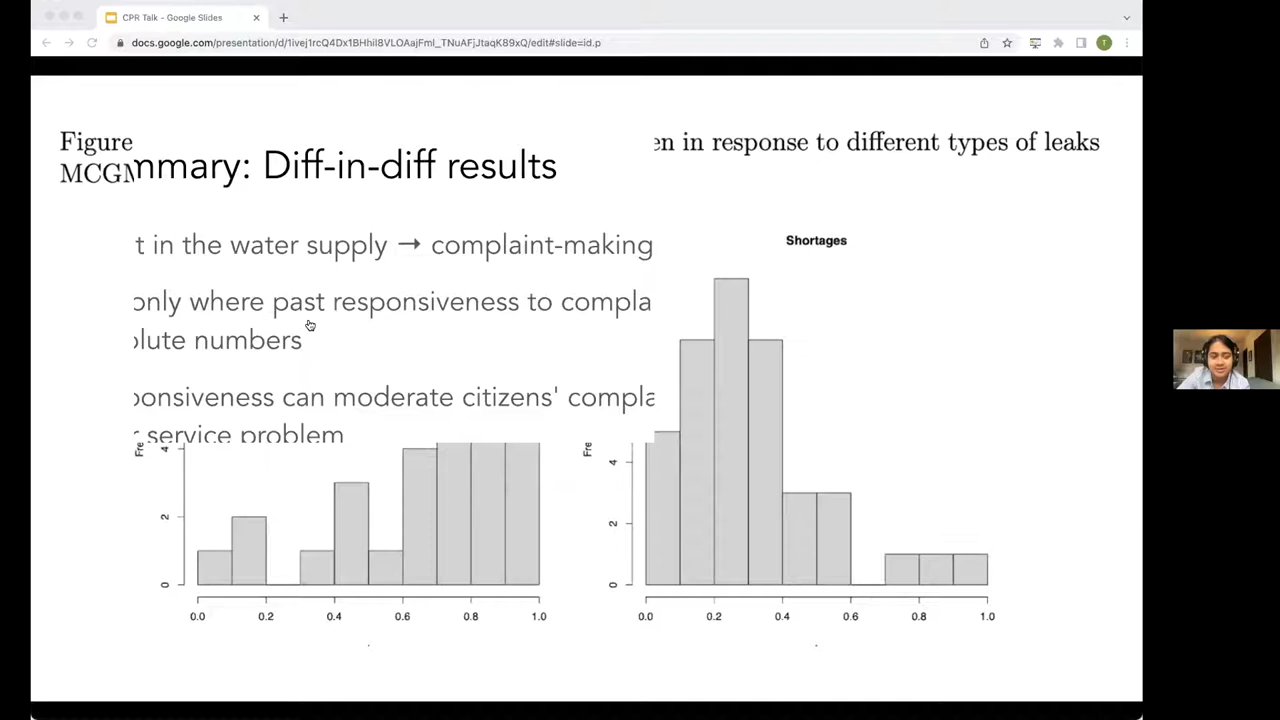 CPR Talk - Google Slides
docs.google.com/presentation/d/1ivej1rcQ4Dx1BHhil8VLOAajFml_TNuAFjJtaqK89xQ/edit#slide=id.p
T
Figure
en in response to different types of leaks
MCGM
mmary: Diff-in-diff results
t in the water supply → complaint-making
only where past responsiveness to compla
olute numbers
ponsiveness can moderate citizens' compla
r service problem
Shortages
Fre
4
2
0
0.0 0.2 0.4 0.6 0.8 1.0
Fre
4
2
0
0.0 0.2 0.4 0.6 0.8 1.0